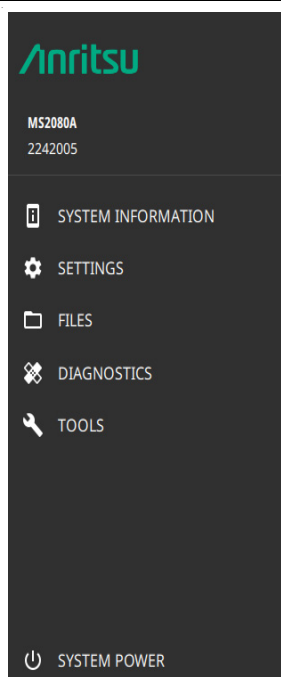 Anritsu
MS2080A
2242005
SYSTEM INFORMATION
SETTINGS
FILES
DIAGNOSTICS
TOOLS
SYSTEM POWER